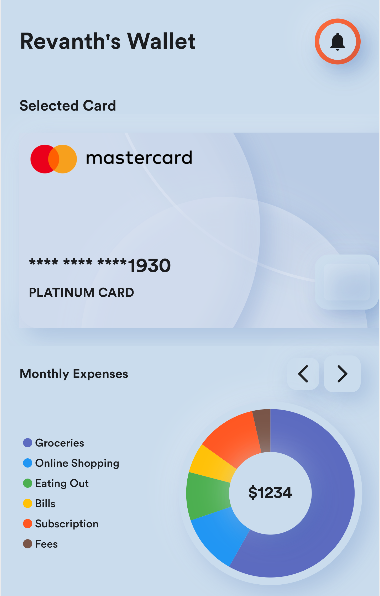 Revanth's Wallet
Selected Card
mastercard
**** **** ****1930
PLATINUM CARD
Monthly Expenses
Groceries
Online Shopping
Eating Out
Bills
Subscription
Fees
$1234